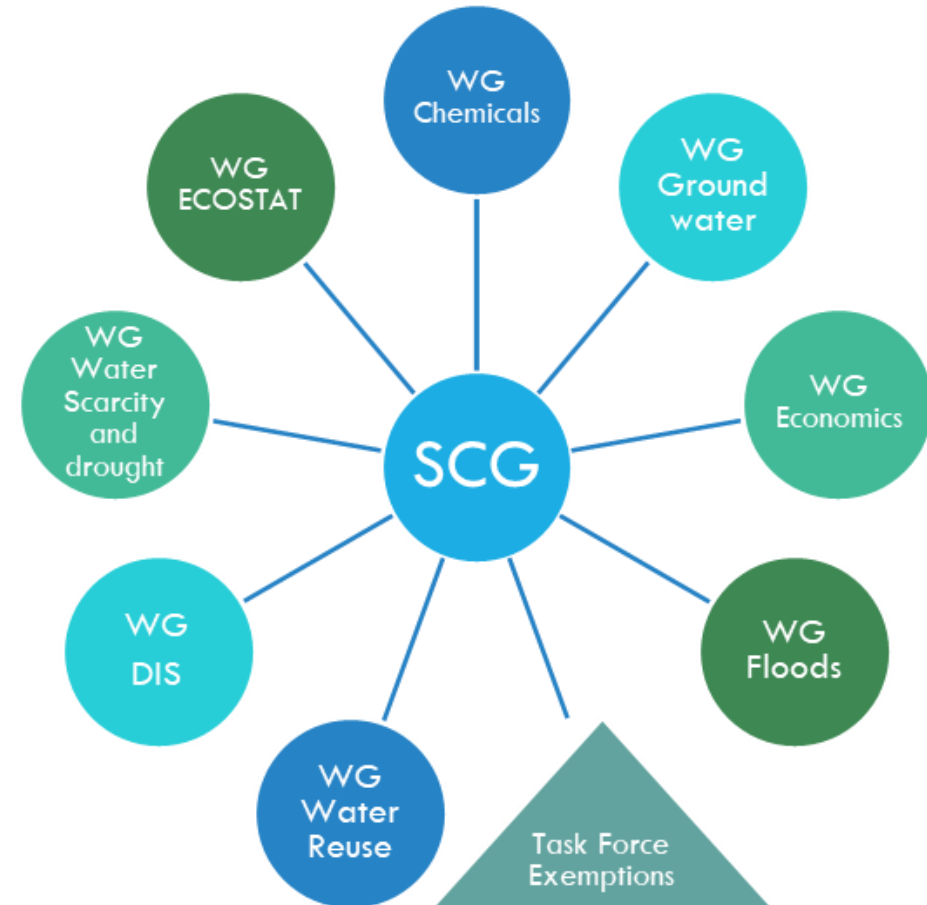 WG
Chemicals
WG
ECOSTAT
WG
Ground
water
WG
Water
Scarcity
and
drought
WG
Economics
SCG
WG
DIS
WG
Floods
WG
Water
Reuse
Task Force
Exemptions